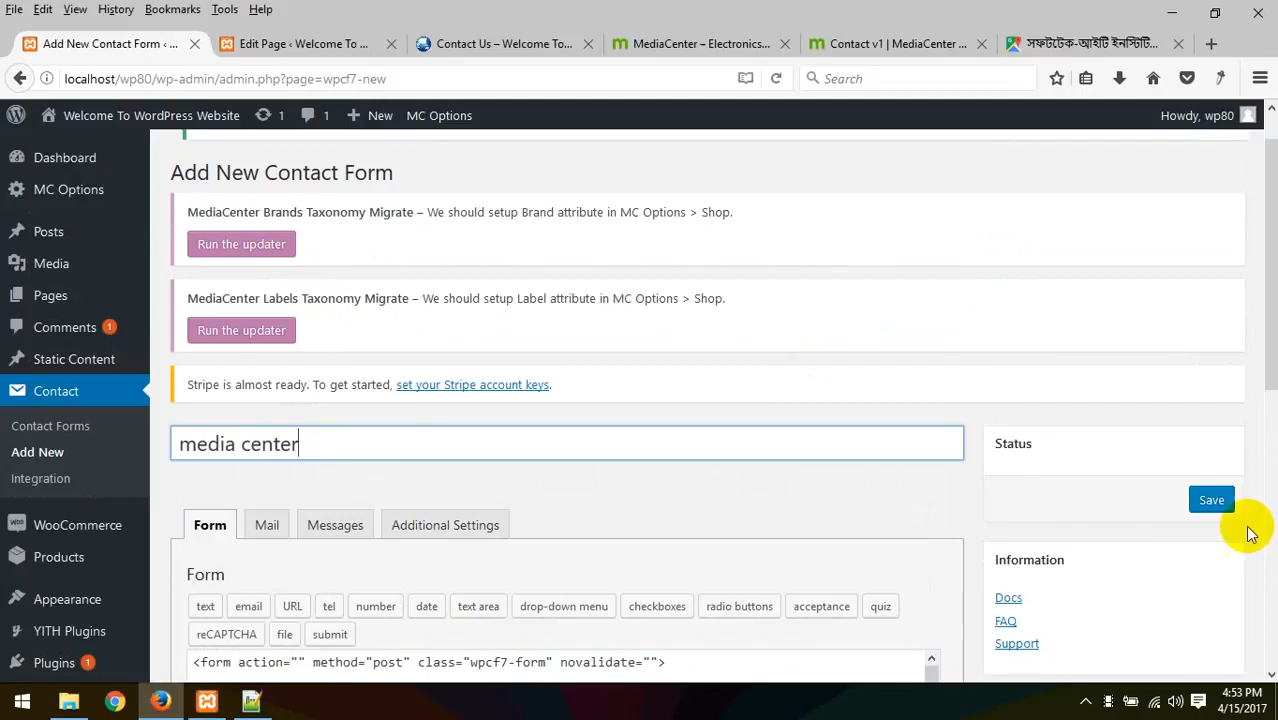 File Edit View History Bookmarks Tools Help
Add New Contact Form ‹ ... Edit Page ‹ Welcome To ... Contact Us – Welcome To... MediaCenter – Electronics... Contact v1 | MediaCenter ... সফটটেক-আইটি ইনস্টিটি...
localhost/wp80/wp-admin/admin.php?page=wpcf7-new Search
Welcome To WordPress Website 1 1 New MC Options Howdy, wp80
Dashboard
MC Options
Posts
Media
Pages
Comments 1
Static Content
Contact
Contact Forms
Add New
Integration
WooCommerce
Products
Appearance
YITH Plugins
Plugins 1
Add New Contact Form
MediaCenter Brands Taxonomy Migrate – We should setup Brand attribute in MC Options > Shop.
Run the updater
MediaCenter Labels Taxonomy Migrate – We should setup Label attribute in MC Options > Shop.
Run the updater
Stripe is almost ready. To get started, set your Stripe account keys.
media center
Form Mail Messages Additional Settings
Form
text email URL tel number date text area drop-down menu checkboxes radio buttons acceptance quiz
reCAPTCHA file submit
<form action="" method="post" class="wpcf7-form" novalidate="">
Status
Save
Information
Docs
FAQ
Support
4:53 PM
4/15/2017